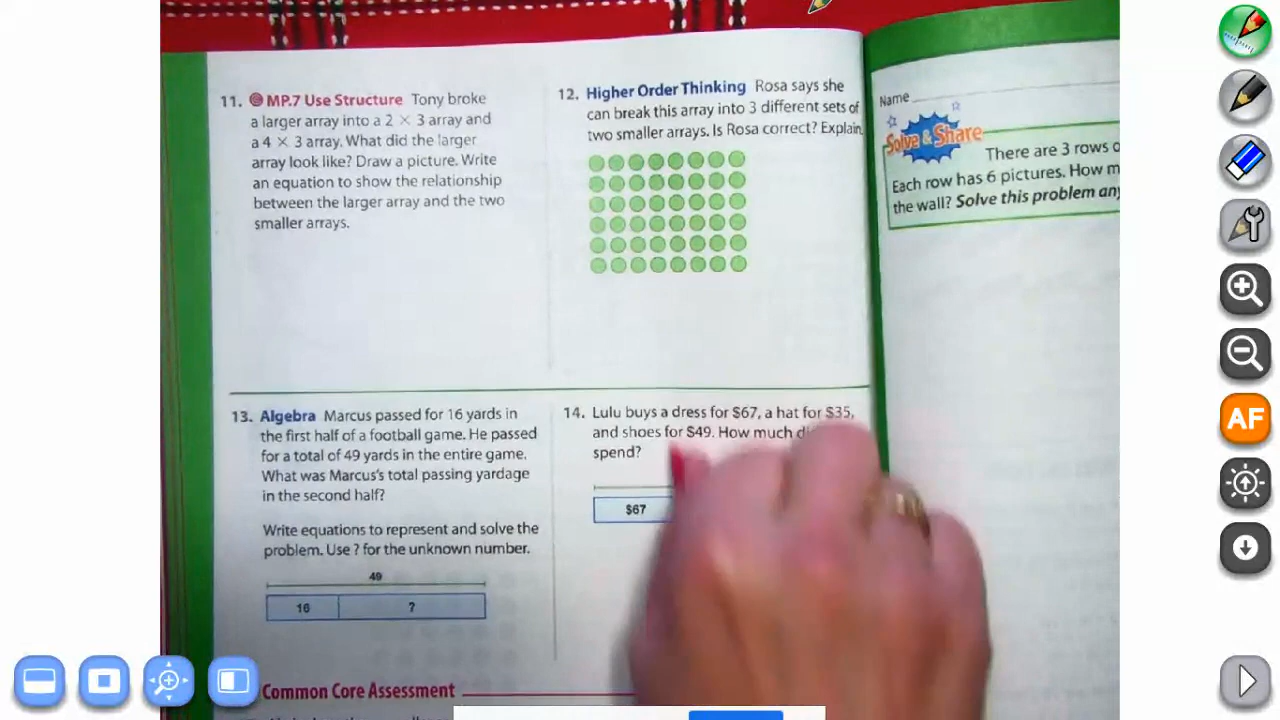 11. MP.7 Use Structure Tony broke
a larger array into a 2 × 3 array and
a 4 × 3 array. What did the larger
array look like? Draw a picture. Write
an equation to show the relationship
between the larger array and the two
smaller arrays.
12. Higher Order Thinking Rosa says she
can break this array into 3 different sets of
two smaller arrays. Is Rosa correct? Explain.
13. Algebra Marcus passed for 16 yards in
the first half of a football game. He passed
for a total of 49 yards in the entire game.
What was Marcus's total passing yardage
in the second half?
Write equations to represent and solve the
problem. Use ? for the unknown number.
49
16 ?
14. Lulu buys a dress for $67, a hat for $35,
and shoes for $49. How much
spend?
$67
Common Core Assessment
Name
Solve & Share
There are 3 rows
Each row has 6 pictures. How
the wall? Solve this problem
AF